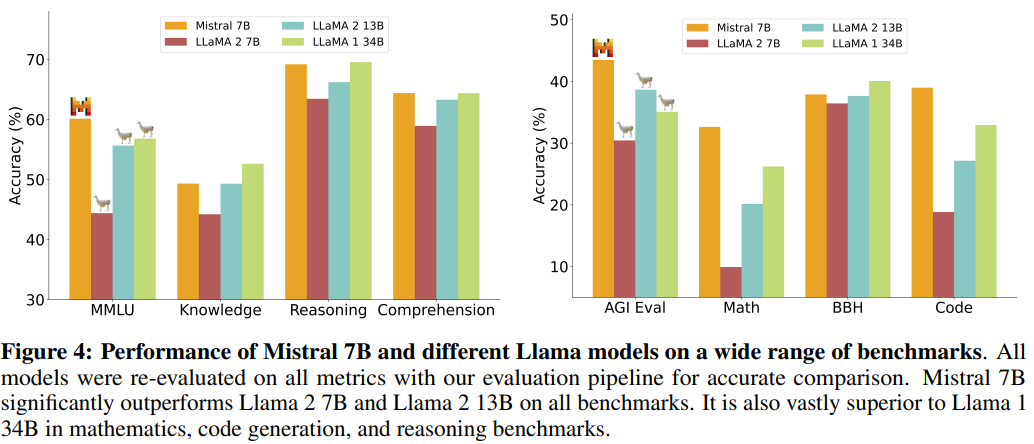 Mistral 7B
LLaMA 2 7B
LLaMA 2 13B
LLaMA 1 34B
Accuracy (%)
70
60
50
40
30
MMLU Knowledge Reasoning Comprehension
Mistral 7B
LLaMA 2 7B
LLaMA 2 13B
LLaMA 1 34B
Accuracy (%)
50
40
30
20
10
AGI Eval Math BBH Code
Figure 4: Performance of Mistral 7B and different Llama models on a wide range of benchmarks. All
models were re-evaluated on all metrics with our evaluation pipeline for accurate comparison. Mistral 7B
significantly outperforms Llama 2 7B and Llama 2 13B on all benchmarks. It is also vastly superior to Llama 1
34B in mathematics, code generation, and reasoning benchmarks.